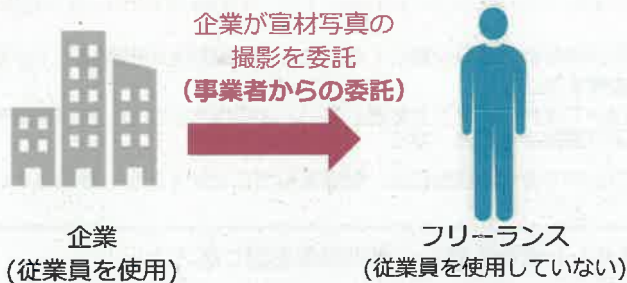 企業が宣材写真の
撮影を委託
(事業者からの委託)
企業
(従業員を使用)
フリーランス
(従業員を使用していない)